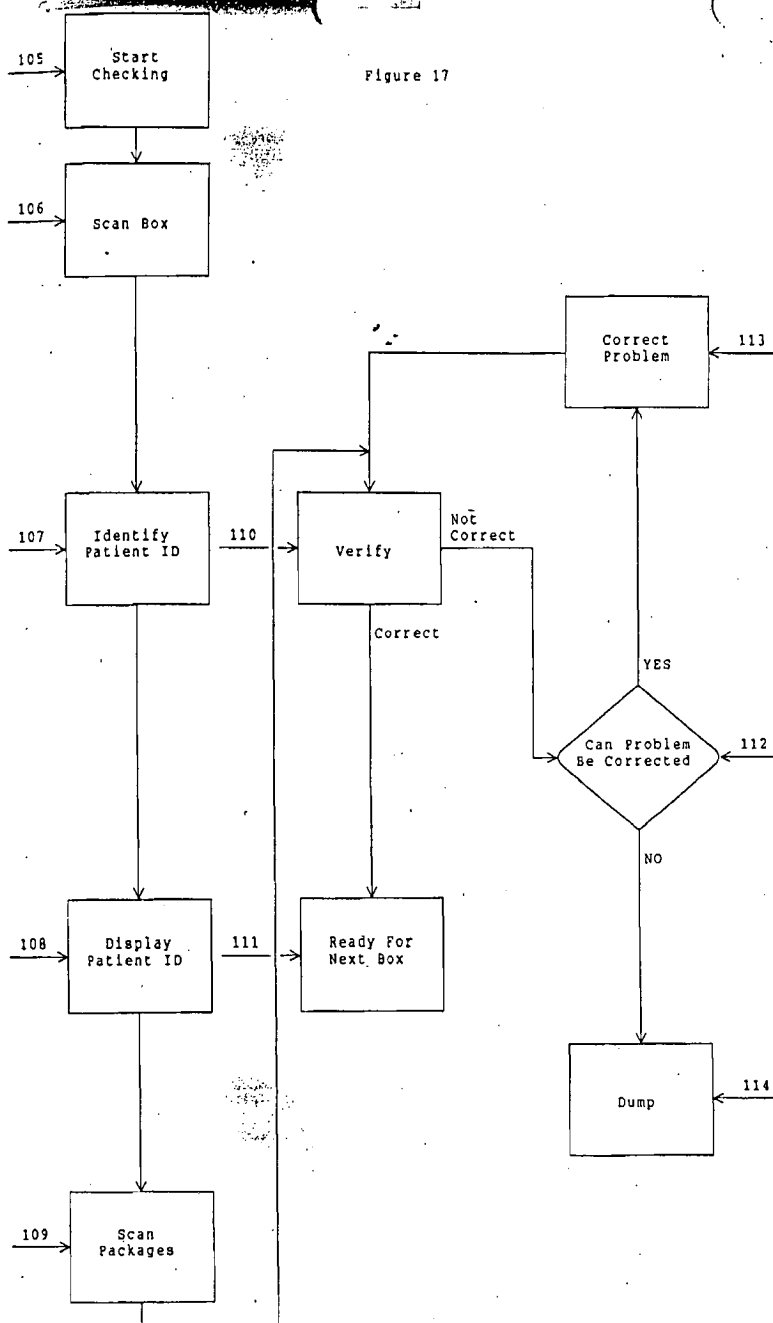 105
Start
Checking
Figure 17
106
Scan Box
Correct
Problem
113
107
Identify
Patient ID
110
Verify
Not
Correct
Correct
YES
Can Problem
Be Corrected
112
NO
108
Display
Patient ID
111
Ready For
Next Box
Dump
114
109
Scan
Packages